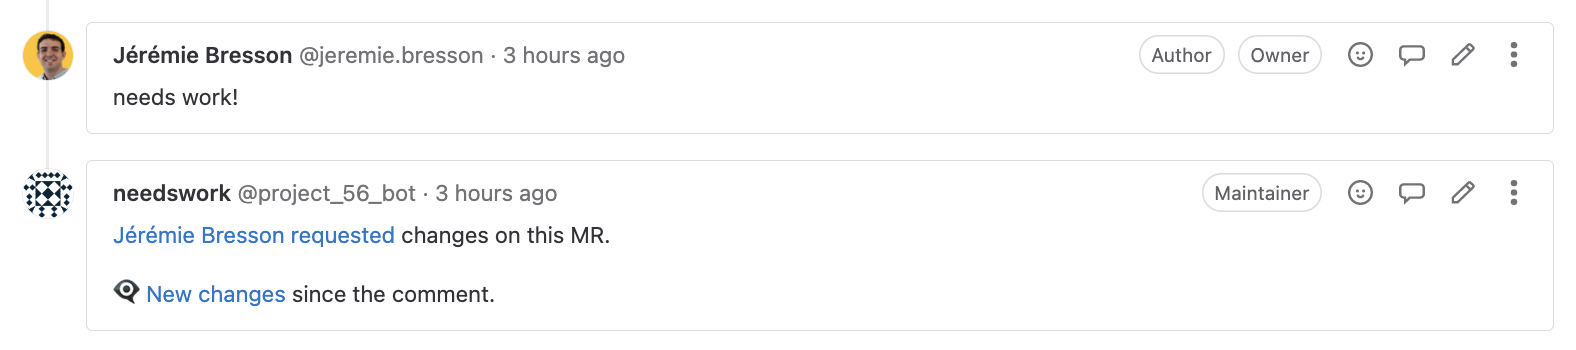 Jérémie Bresson @jeremie.bresson · 3 hours ago Author Owner
needs work!
needswork @project_56_bot · 3 hours ago Maintainer
Jérémie Bresson requested changes on this MR.
New changes since the comment.